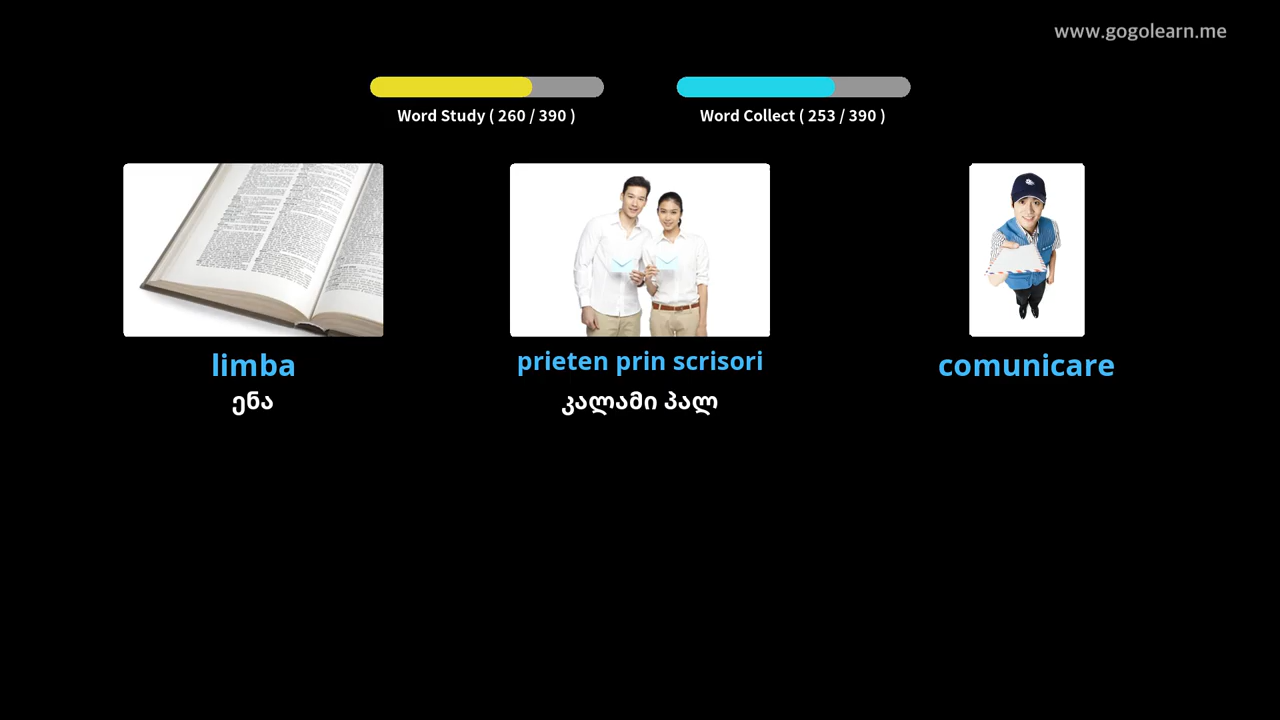 www.gogolearn.me
Word Study ( 260 / 390 )
Word Collect ( 253 / 390 )
limba
prieten prin scrisori
comunicare
ენა
კალამი პალ